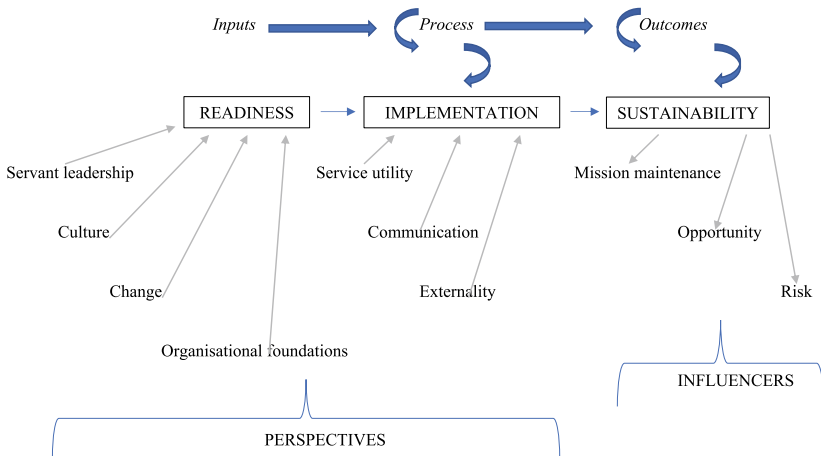 Inputs Process Outcomes
READINESS IMPLEMENTATION SUSTAINABILITY
Servant leadership Service utility Mission maintenance
Culture Communication Opportunity
Change Externality Risk
Organisational foundations
INFLUENCERS
PERSPECTIVES